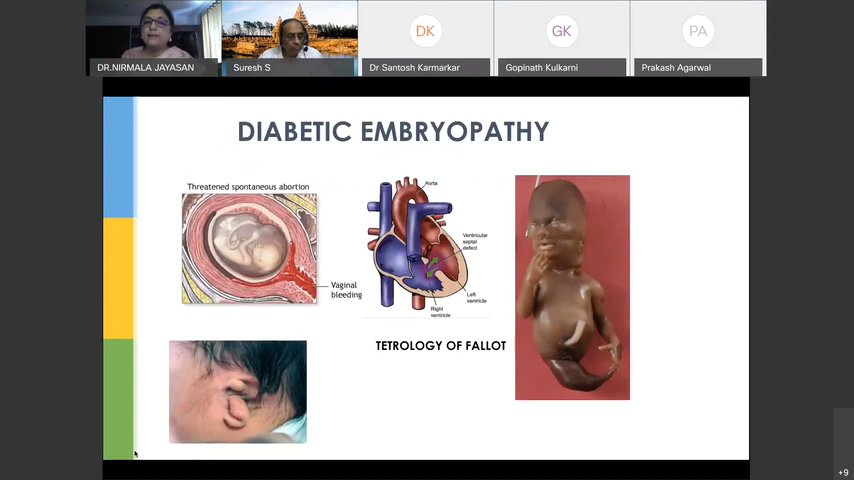 DK
GK
PA
DR.NIRMALA JAYASAN
Suresh S
Dr Santosh Karmarkar
Gopinath Kulkarni
Prakash Agarwal
DIABETIC EMBRYOPATHY
Threatened spontaneous abortion
Vaginal
bleeding
Aorta
Ventricular
septal
defect
Left
ventricle
Right
ventricle
TETROLOGY OF FALLOT
+9